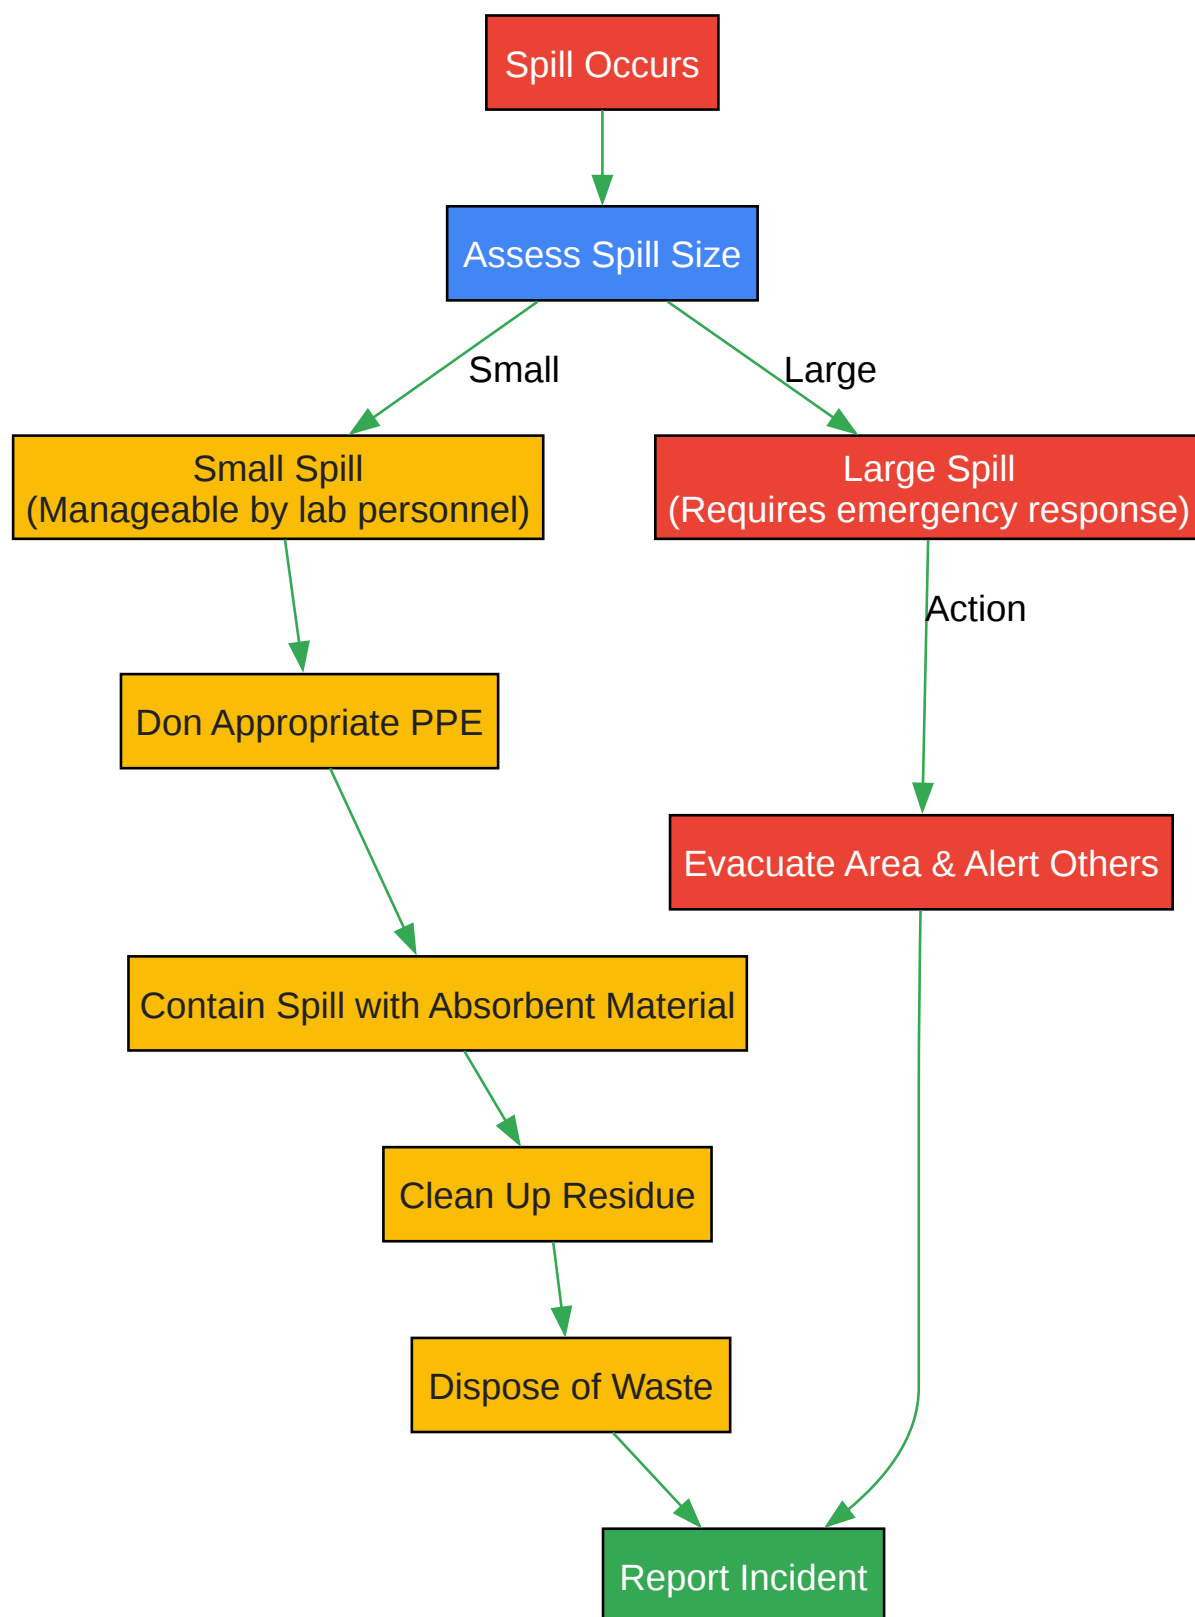 Spill Occurs
Assess Spill Size
Small
Large
Small Spill
(Manageable by lab personnel)
Large Spill
(Requires emergency response)
Action
Don Appropriate PPE
Evacuate Area & Alert Others
Contain Spill with Absorbent Material
Clean Up Residue
Dispose of Waste
Report Incident